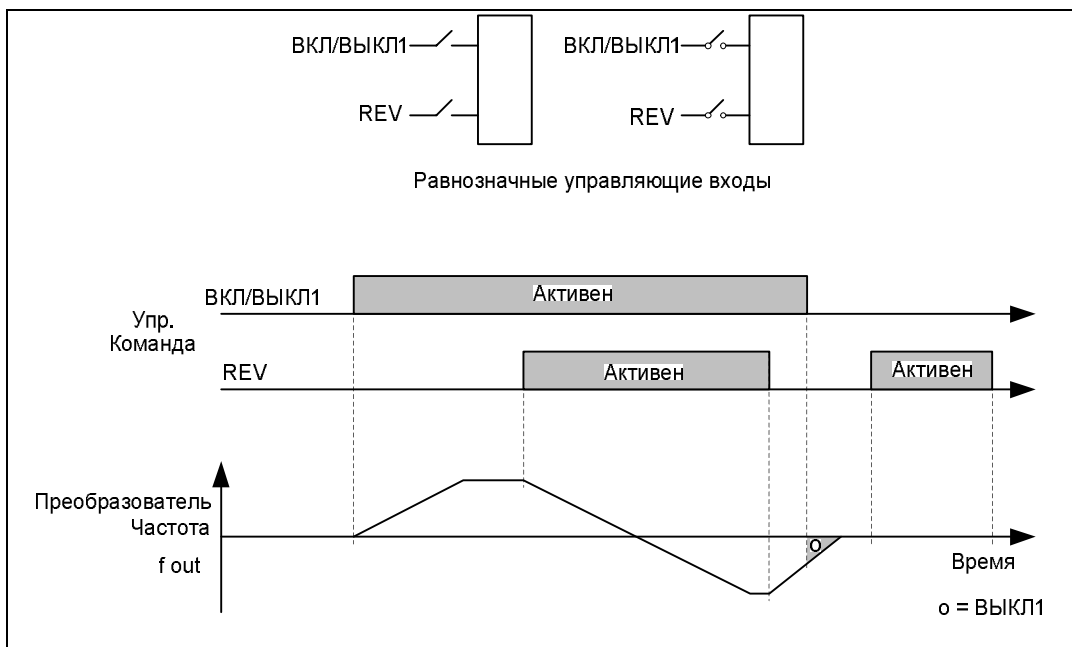 ВКЛ/ВЫКЛ1
ВКЛ/ВЫКЛ1
REV
REV
Равнозначные управляющие входы
ВКЛ/ВЫКЛ1
Активен
Упр.
Команда
REV
Активен
Активен
Преобразователь
Частота
f out
o
Время
o = ВЫКЛ1